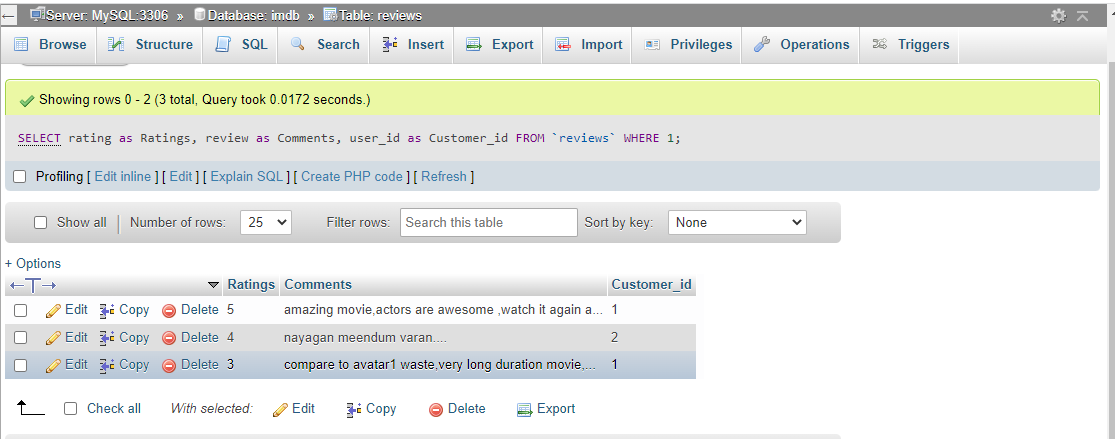 Server: MySQL:3306 » Database: imdb » Table: reviews
Browse Structure SQL Search Insert Export Import Privileges Operations Triggers
Showing rows 0 - 2 (3 total, Query took 0.0172 seconds.)
SELECT rating as Ratings, review as Comments, user_id as Customer_id FROM `reviews` WHERE 1;
Profiling [ Edit inline ] [ Edit ] [ Explain SQL ] [ Create PHP code ] [ Refresh ]
Show all Number of rows: 25 Filter rows: Search this table Sort by key: None
+ Options
←T→ Ratings Comments Customer_id
Edit Copy Delete 5 amazing movie,actors are awesome ,watch it again a... 1
Edit Copy Delete 4 nayagan meendum varan.... 2
Edit Copy Delete 3 compare to avatar1 waste,very long duration movie,... 1
Check all With selected: Edit Copy Delete Export